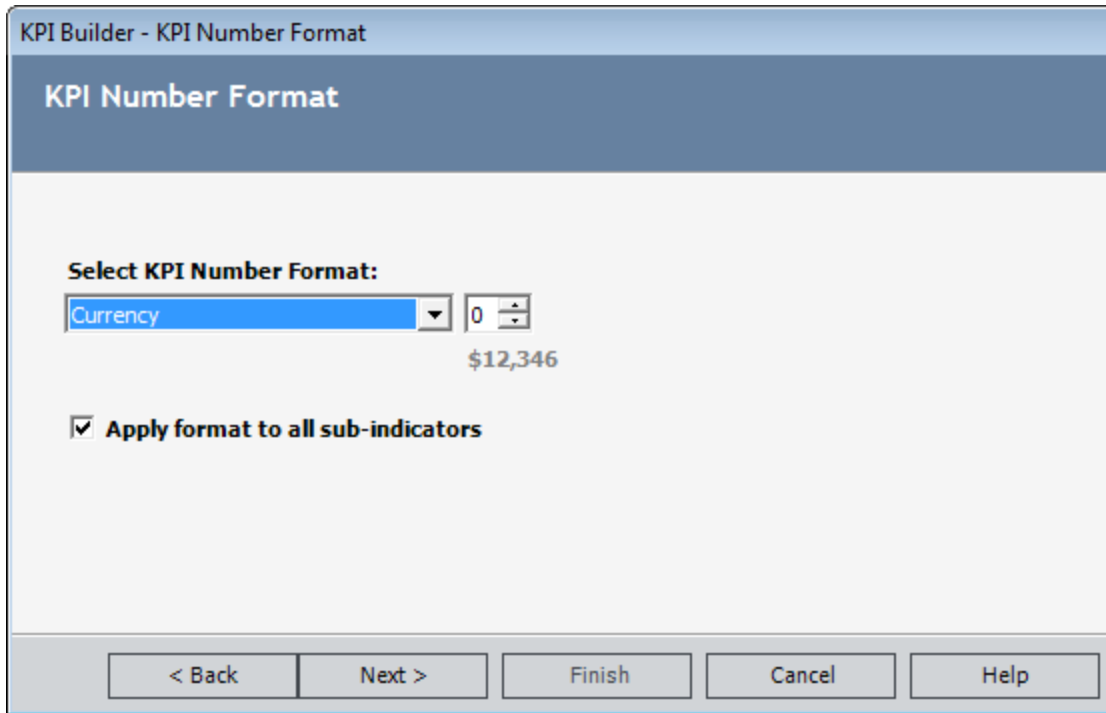 KPI Builder - KPI Number Format
KPI Number Format
Select KPI Number Format:
Currency 0
$12,346
Apply format to all sub-indicators
< Back Next > Finish Cancel Help